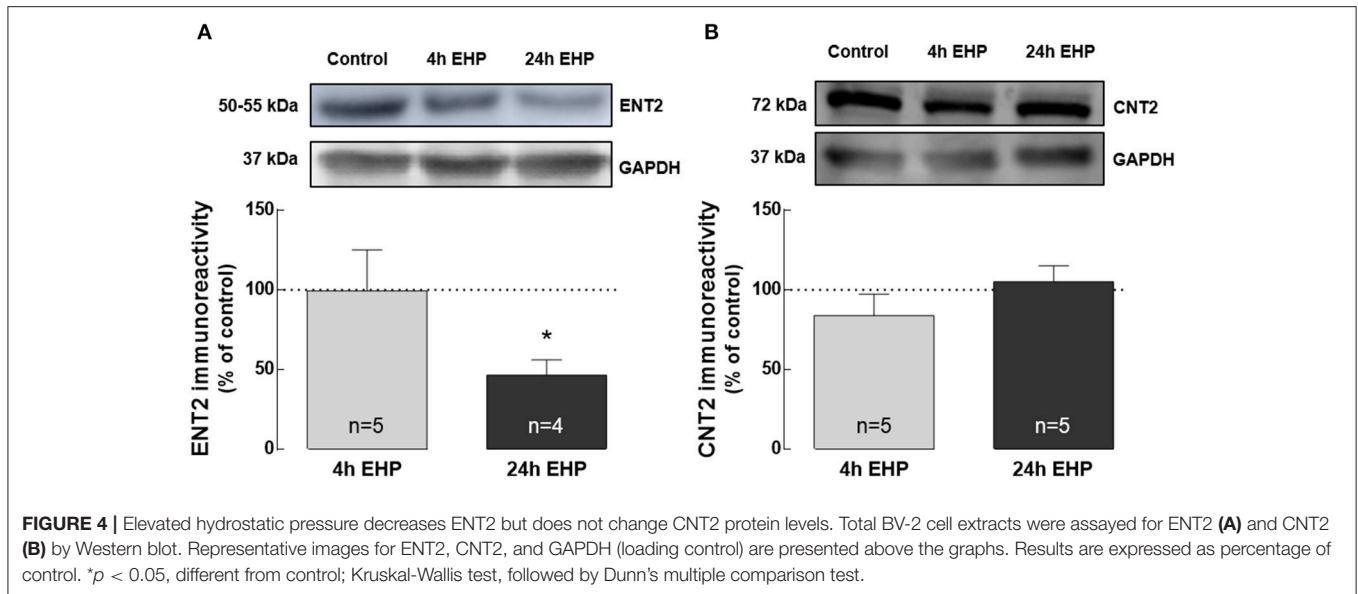 A
Control 4h EHP 24h EHP
50-55 kDa ENT2
37 kDa GAPDH
ENT2 immunoreactivity
(% of control)
150
100
50
0
*
n=5 n=4
4h EHP 24h EHP
B
Control 4h EHP 24h EHP
72 kDa CNT2
37 kDa GAPDH
CNT2 immunoreactivity
(% of control)
150
100
50
0
n=5 n=5
4h EHP 24h EHP
FIGURE 4 | Elevated hydrostatic pressure decreases ENT2 but does not change CNT2 protein levels. Total BV-2 cell extracts were assayed for ENT2 (A) and CNT2
(B) by Western blot. Representative images for ENT2, CNT2, and GAPDH (loading control) are presented above the graphs. Results are expressed as percentage of
control. *p < 0.05, different from control; Kruskal-Wallis test, followed by Dunn's multiple comparison test.